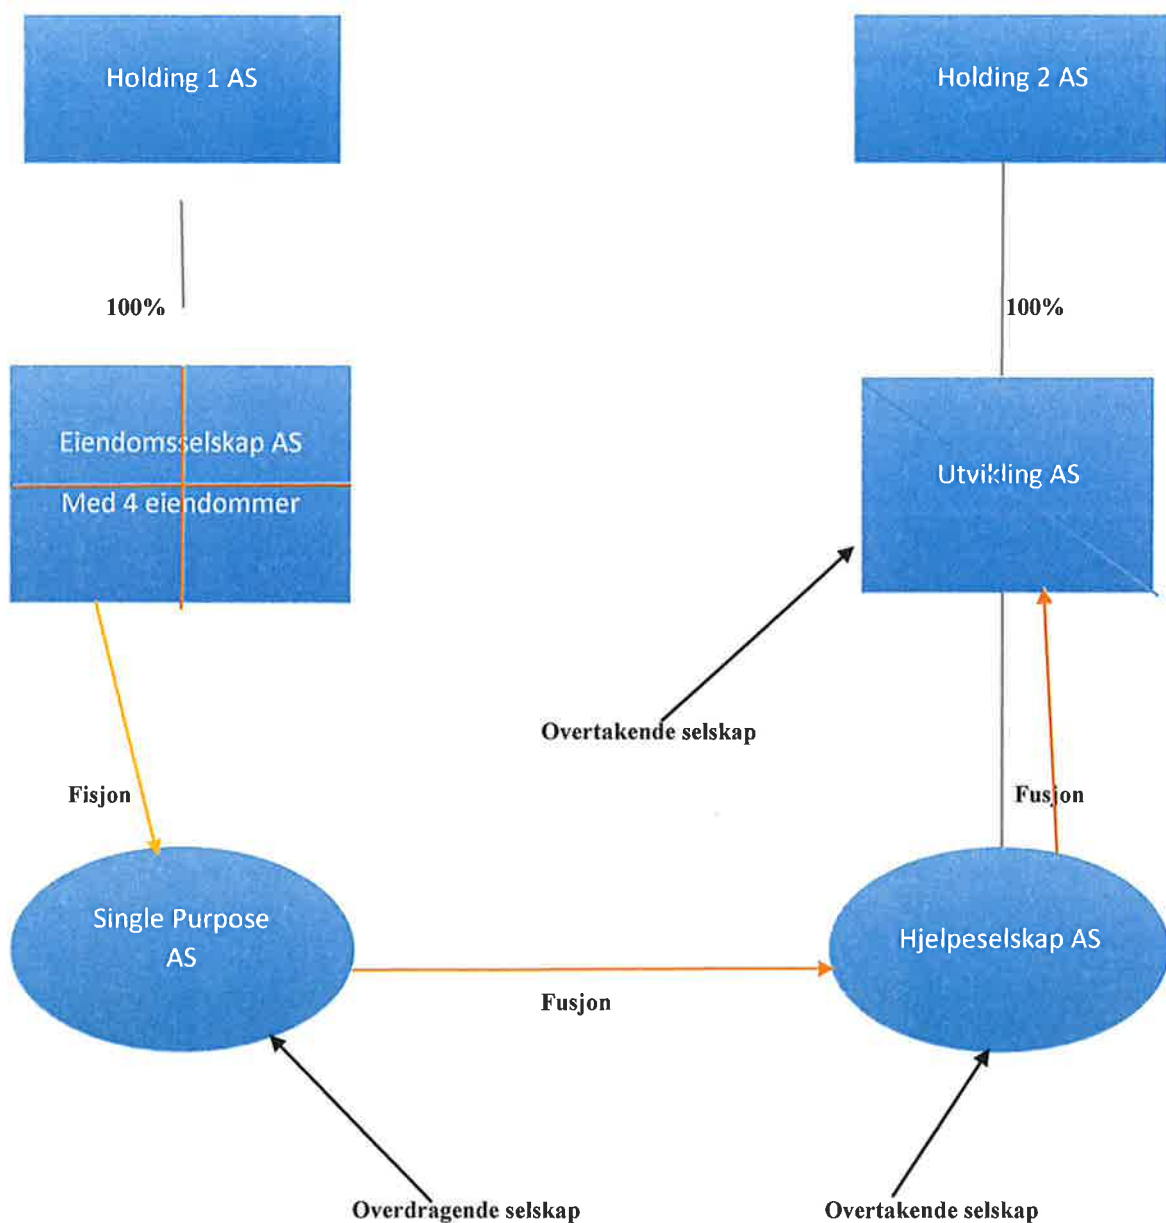 Holding 1 AS
Holding 2 AS
100%
100%
Eiendomsselskap AS
Med 4 eiendommer
Utvikling AS
Overtakende selskap
Fisjon
Fusjon
Single Purpose
AS
Hjelpeselskap AS
Fusjon
Overdragende selskap
Overtakende selskap